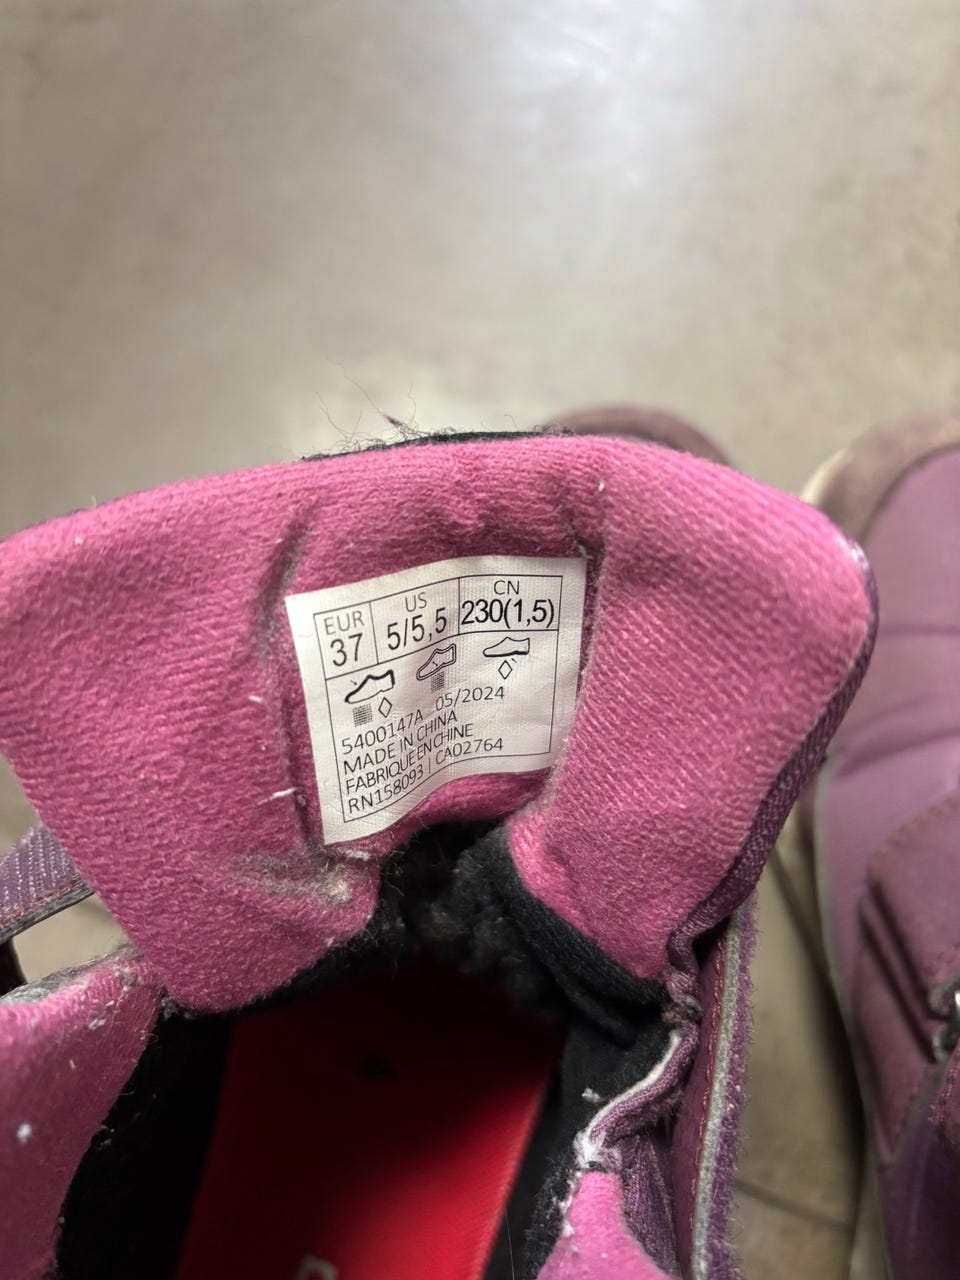 EUR US CN
37 5/5,5 230(1,5)
5400147A 05/2024
MADE IN CHINA
FABRIQUE EN CHINE
RN158093 | CA02764